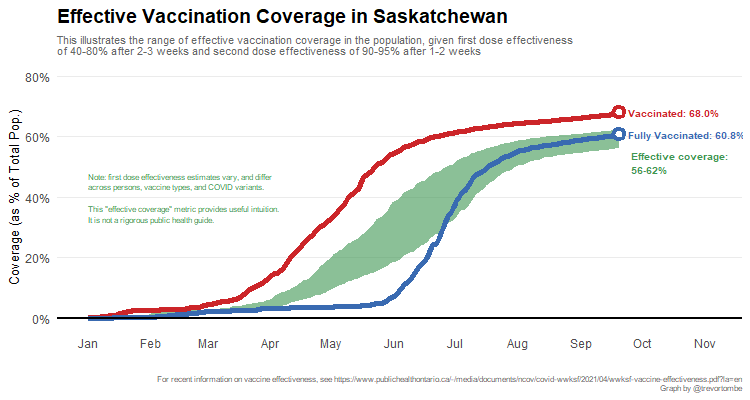 Effective Vaccination Coverage in Saskatchewan
This illustrates the range of effective vaccination coverage in the population, given first dose effectiveness
of 40-80% after 2-3 weeks and second dose effectiveness of 90-95% after 1-2 weeks
Coverage (as % of Total Pop.)
80%
60%
40%
20%
0%
Vaccinated: 68.0%
Fully Vaccinated: 60.8%
Effective coverage:
56-62%
Note: first dose effectiveness estimates vary, and differ
across persons, vaccine types, and COVID variants.
This "effective coverage" metric provides useful intuition.
It is not a rigorous public health guide.
Jan Feb Mar Apr May Jun Jul Aug Sep Oct Nov
For recent information on vaccine effectiveness, see https://www.publichealthontario.ca/-/media/documents/ncov/covid-wwksf/2021/04/wwksf-vaccine-effectiveness.pdf?la=en
Graph by @trevortombe